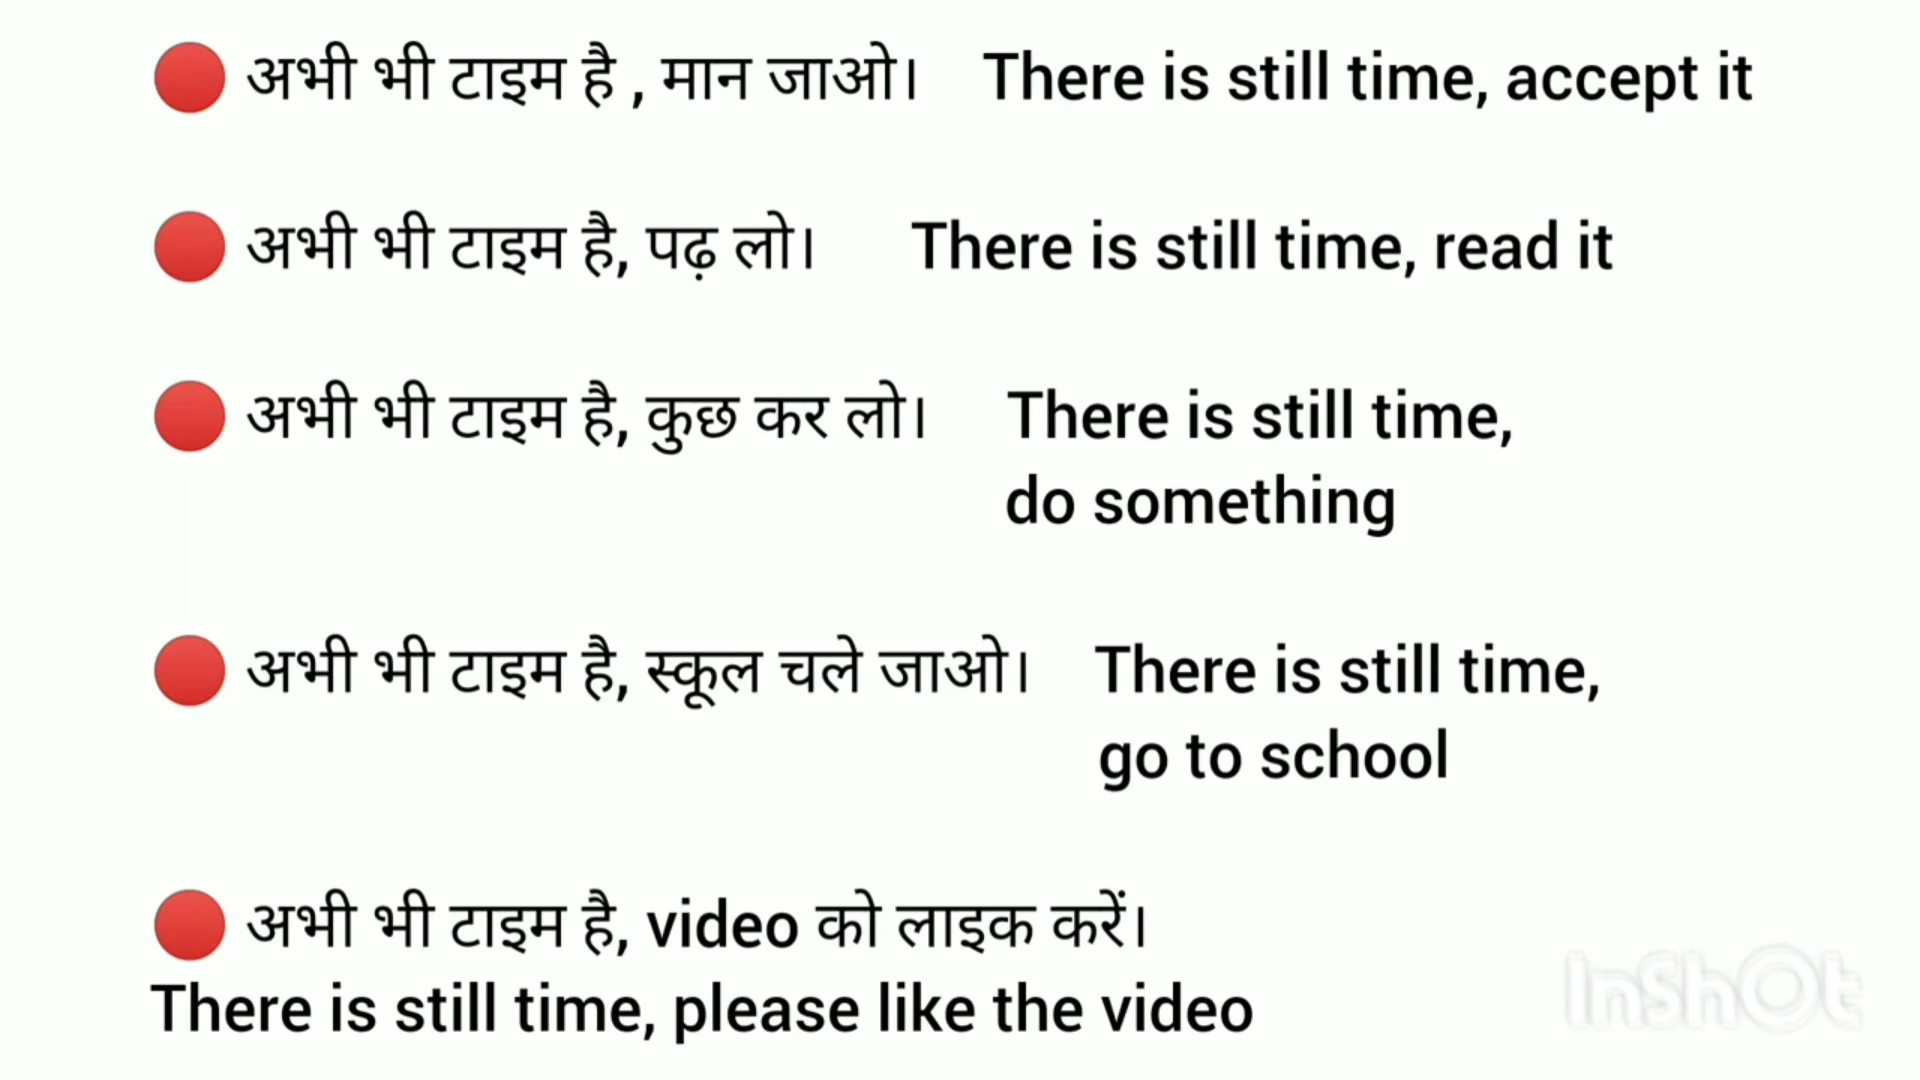 अभी भी टाइम है , मान जाओ। There is still time, accept it
अभी भी टाइम है, पढ़ लो। There is still time, read it
अभी भी टाइम है, कुछ कर लो। There is still time,
do something
अभी भी टाइम है, स्कूल चले जाओ। There is still time,
go to school
अभी भी टाइम है, video को लाइक करें।
There is still time, please like the video
InShOt